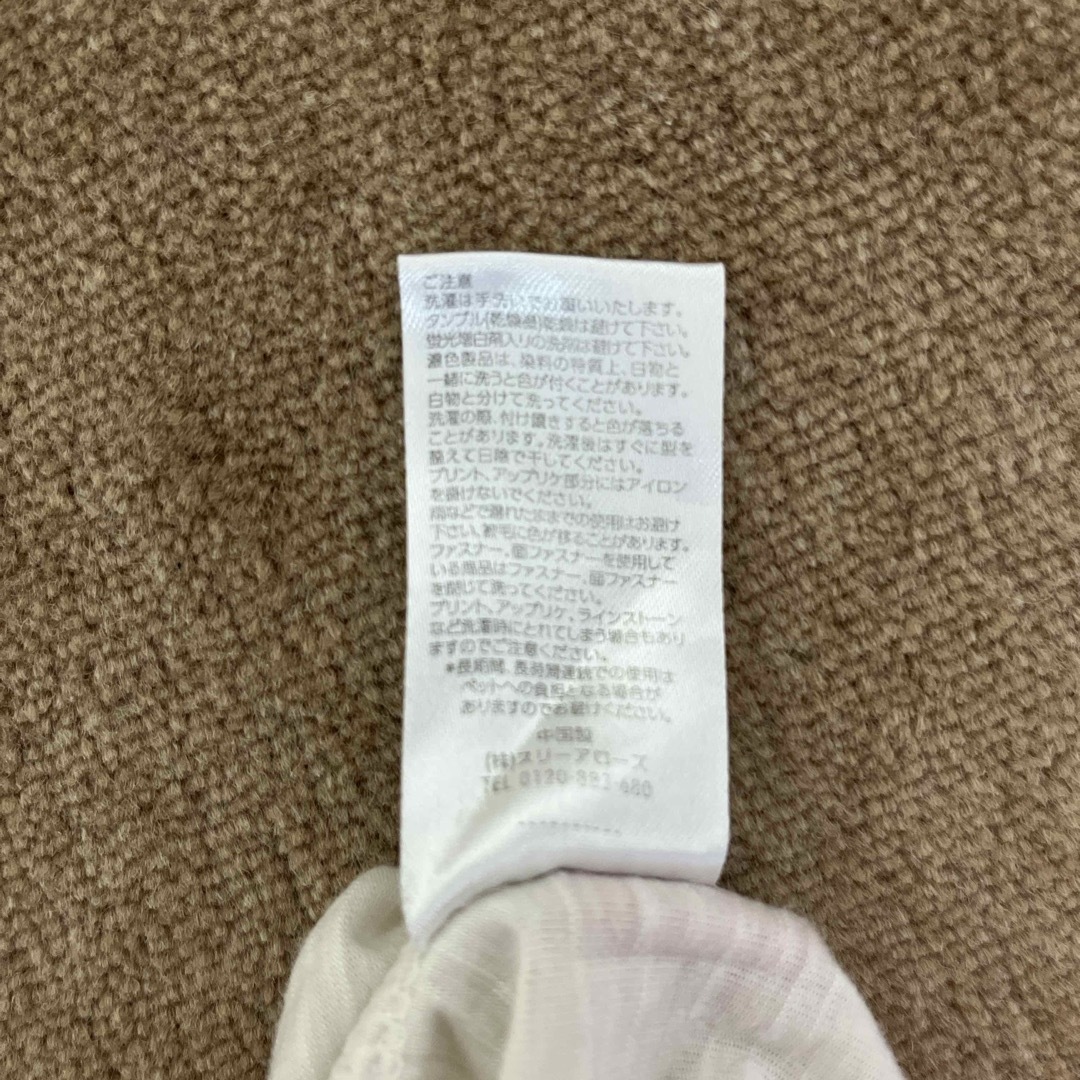 ご注意
洗濯は手洗いでお願いいたします。
タンブル(乾燥器)乾燥は避けて下さい。
蛍光増白剤入りの洗剤は避けて下さい。
濃色製品は、染料の特質上、白物と
一緒に洗うと色が付くことがあります。
白物と分けて洗ってください。
洗濯の際、付け置きすると色が落ちる
ことがあります。洗濯後はすぐに型を
整えて日陰で干してください。
プリント、アップリケ部分にはアイロン
を掛けないでください。
雨などで濡れたままでの使用はお避け
下さい、被毛に色が移ることがあります。
ファスナー、面ファスナーを使用して
いる商品はファスナー、面ファスナー
を閉じて洗ってください。
プリント、アップリケ、ラインストーン
など洗濯時にとれてしまう場合もあり
ますのでご注意ください。
*長期間、長時間連続での使用は
ペットへの負担となる場合が
ありますのでお避けください。
中国製
(株)スリーアローズ
TEL